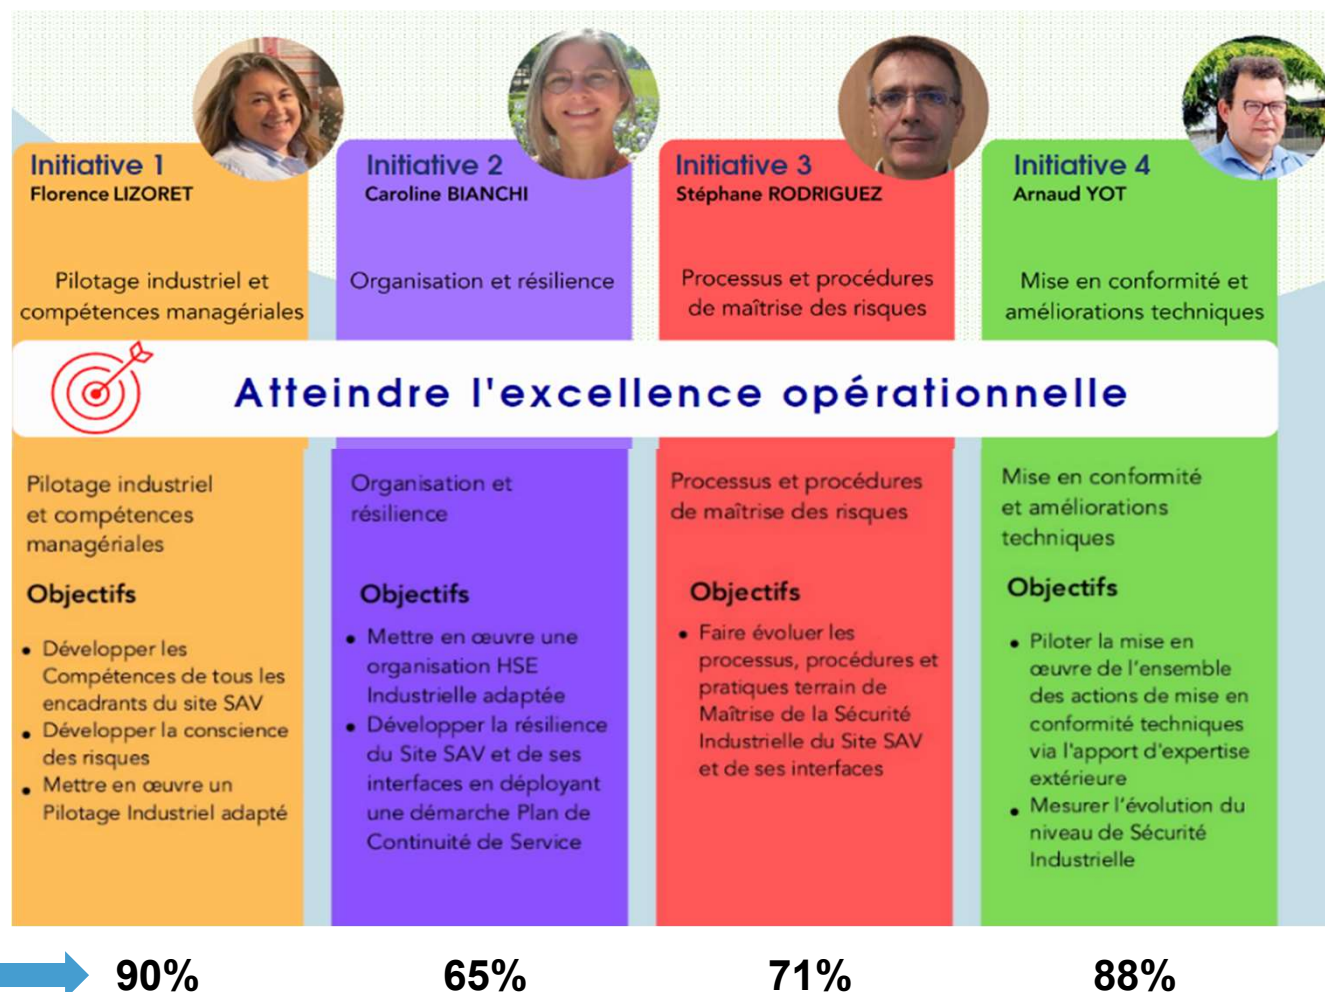 Initiative 1
Florence LIZORET
Pilotage industriel et
compétences managériales
Initiative 2
Caroline BIANCHI
Organisation et résilience
Initiative 3
Stéphane RODRIGUEZ
Processus et procédures
de maîtrise des risques
Initiative 4
Arnaud YOT
Mise en conformité et
améliorations techniques
Atteindre l'excellence opérationnelle
Pilotage industriel
et compétences
managériales
Objectifs
• Développer les
Compétences de tous les
encadrants du site SAV
• Développer la conscience
des risques
• Mettre en œuvre un
Pilotage Industriel adapté
Organisation et
résilience
Objectifs
• Mettre en œuvre une
organisation HSE
Industrielle adaptée
• Développer la résilience
du Site SAV et de ses
interfaces en déployant
une démarche Plan de
Continuité de Service
Processus et procédures
de maîtrise des risques
Objectifs
• Faire évoluer les
processus, procédures et
pratiques terrain de
Maîtrise de la Sécurité
Industrielle du Site SAV
et de ses interfaces
Mise en conformité
et améliorations
techniques
Objectifs
• Piloter la mise en
œuvre de l'ensemble
des actions de mise en
conformité techniques
via l'apport d'expertise
extérieure
• Mesurer l'évolution du
niveau de Sécurité
Industrielle
90%
65%
71%
88%